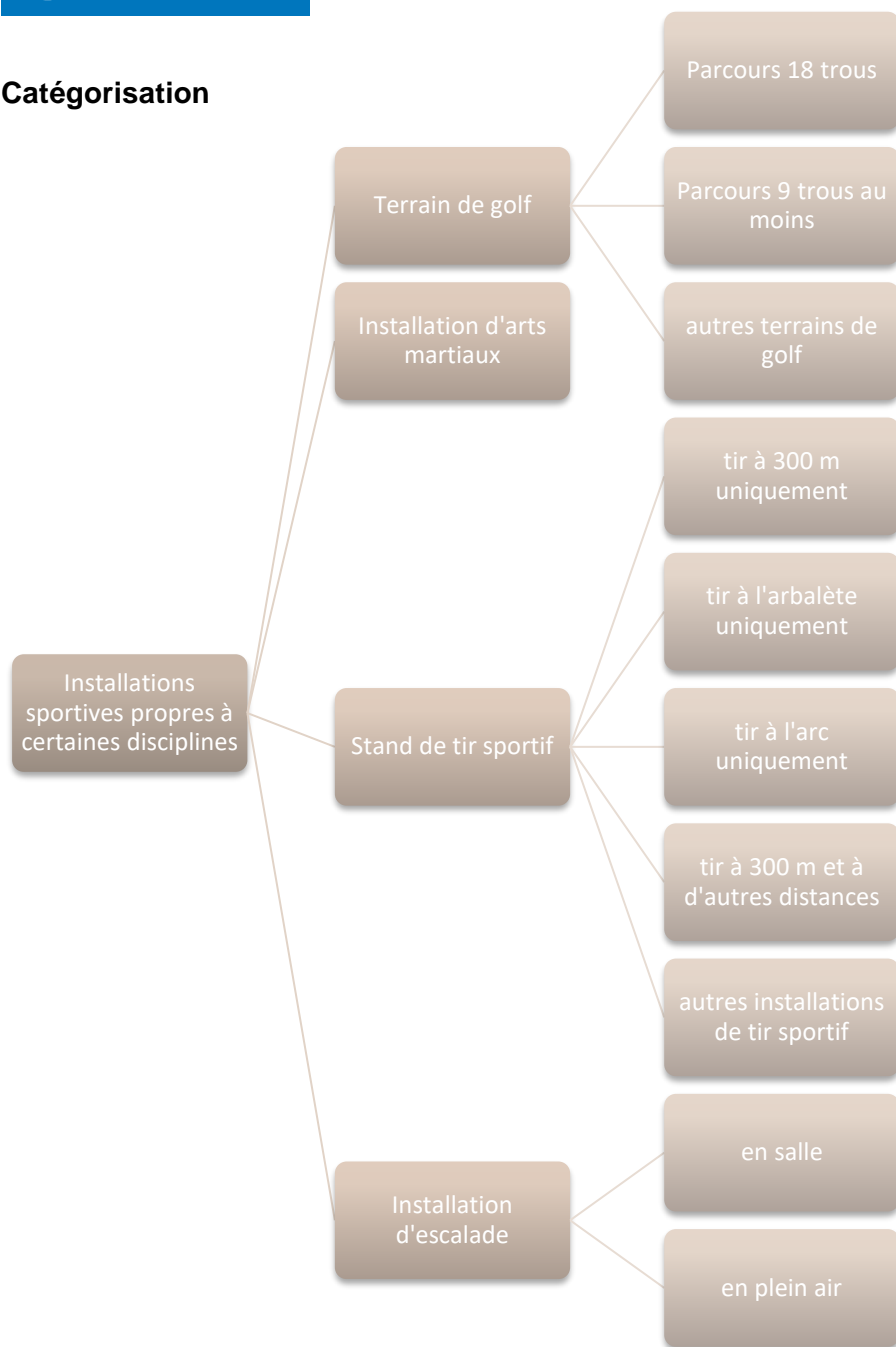 Catégorisation
Parcours 18 trous
Terrain de golf
Parcours 9 trous au
moins
Installation d'arts
martiaux
autres terrains de
golf
tir à 300 m
uniquement
tir à l'arbalète
uniquement
Installations
sportives propres à
certaines disciplines
Stand de tir sportif
tir à l'arc
uniquement
tir à 300 m et à
d'autres distances
autres installations
de tir sportif
Installation
d'escalade
en salle
en plein air